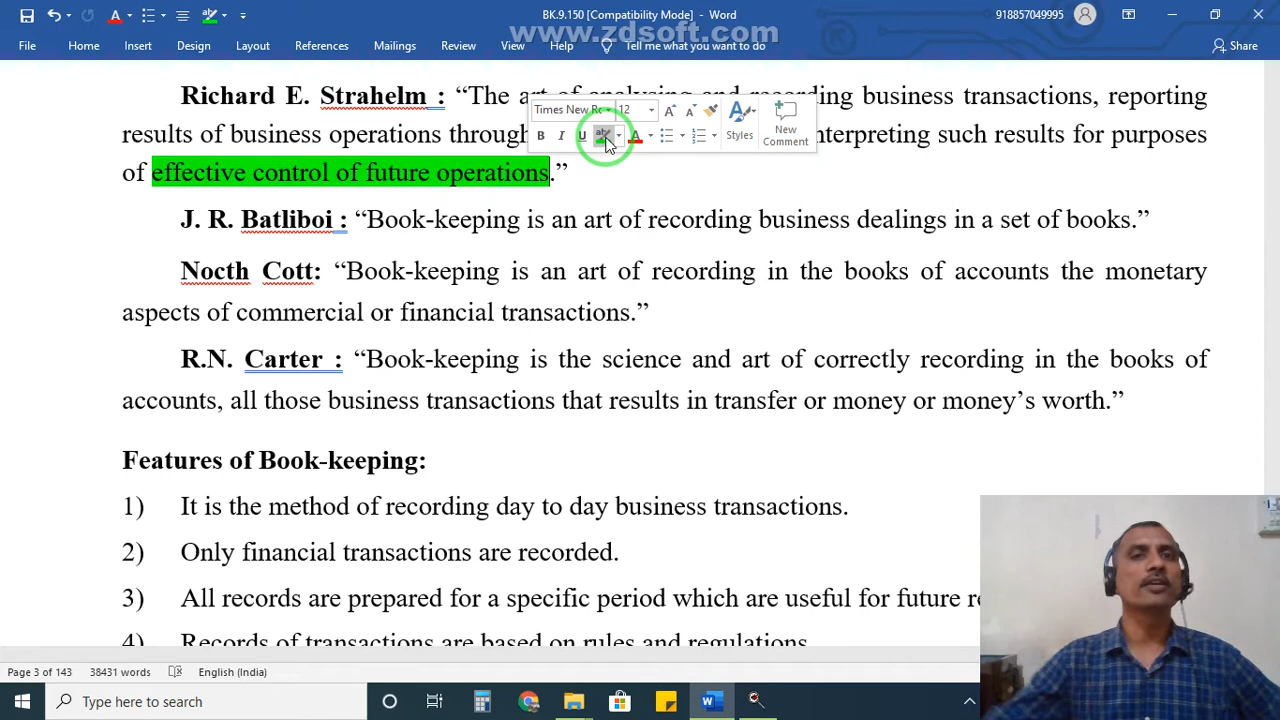 BK.9.150 [Compatibility Mode] - Word
918857049995
www.zdsoft.com
File Home Insert Design Layout References Mailings Review View Help Tell me what you want to do Share
Richard E. Strahelm : “The art of analysing and recording business transactions, reporting
Times New Ro 12
results of business operations through interpreting such results for purposes
B I U Styles New Comment
of effective control of future operations.”
J. R. Batliboi : “Book-keeping is an art of recording business dealings in a set of books.”
Nocth Cott: “Book-keeping is an art of recording in the books of accounts the monetary
aspects of commercial or financial transactions.”
R.N. Carter : “Book-keeping is the science and art of correctly recording in the books of
accounts, all those business transactions that results in transfer or money or money’s worth.”
Features of Book-keeping:
1) It is the method of recording day to day business transactions.
2) Only financial transactions are recorded.
3) All records are prepared for a specific period which are useful for future
4) Records of transactions are based on rules and regulations.
Page 3 of 143 38431 words English (India)
Type here to search